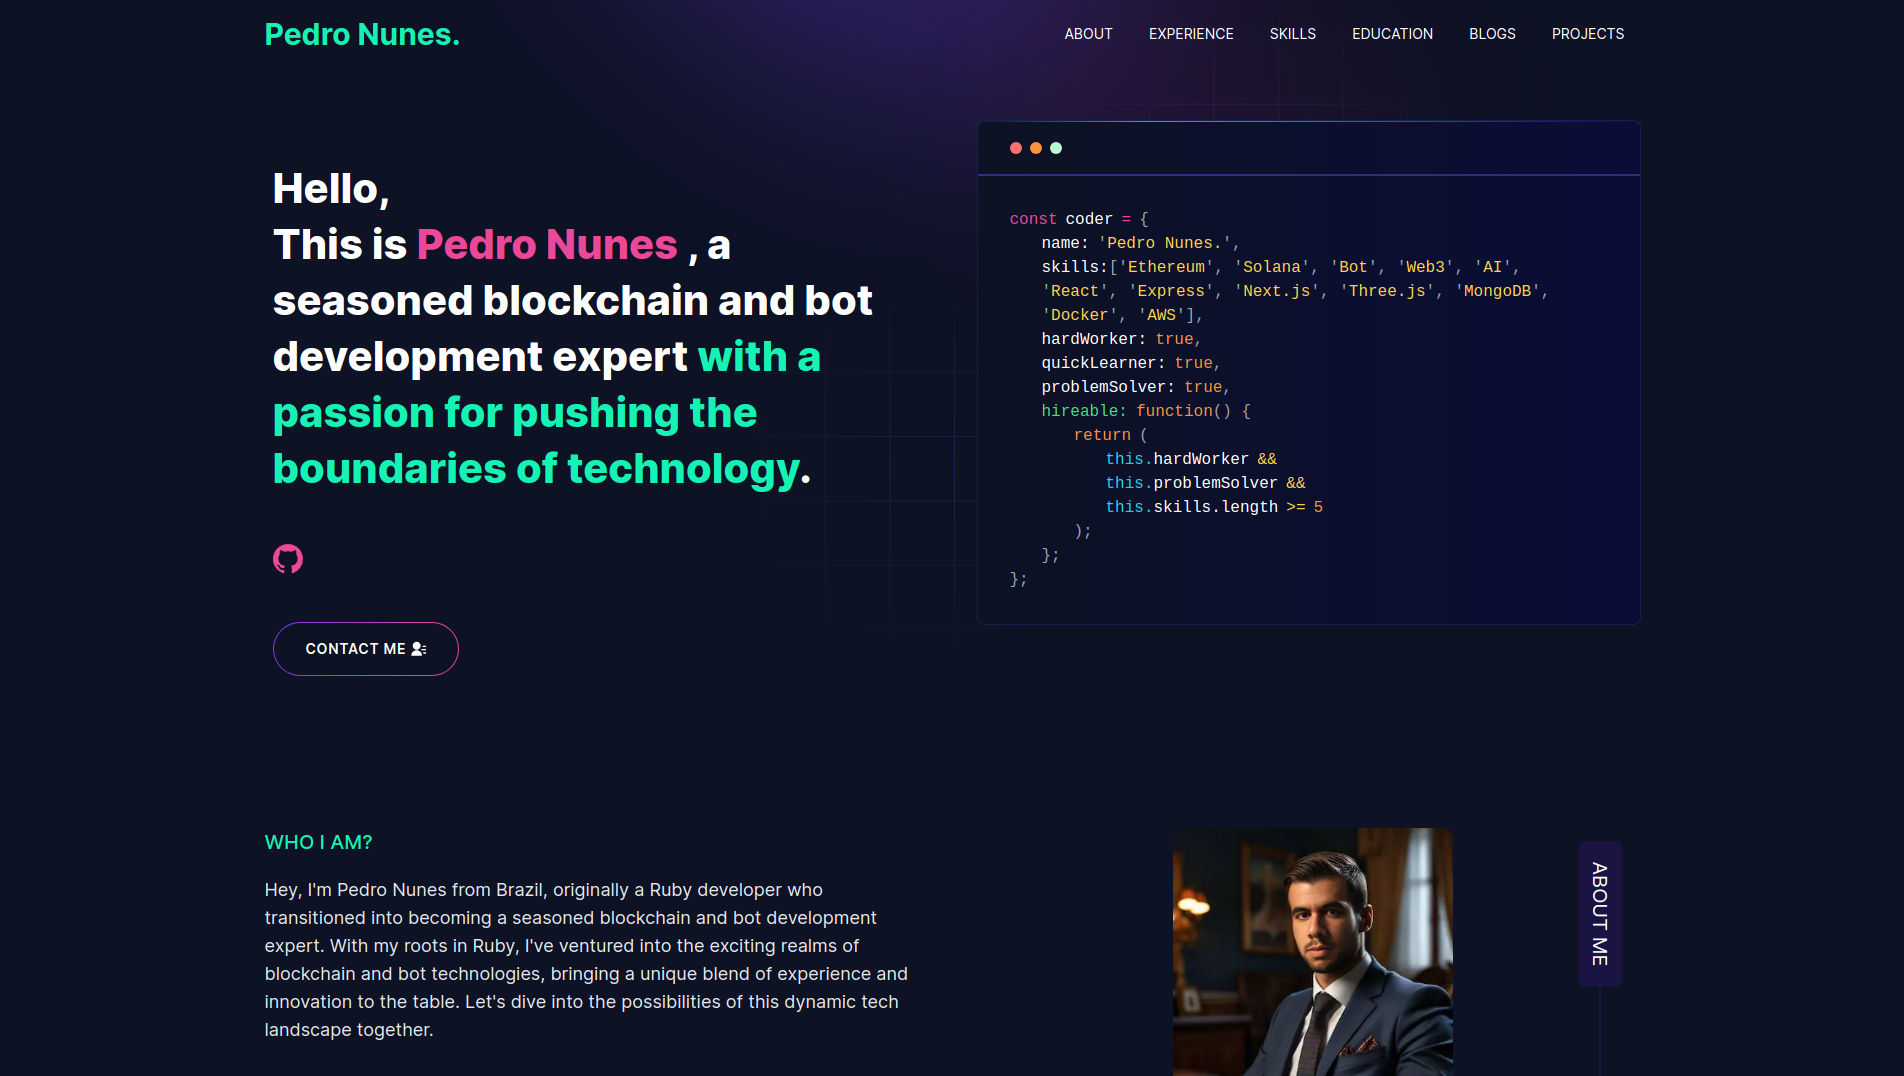 Pedro Nunes.
ABOUT EXPERIENCE SKILLS EDUCATION BLOGS PROJECTS
Hello,
This is Pedro Nunes , a
seasoned blockchain and bot
development expert with a
passion for pushing the
boundaries of technology.
CONTACT ME
const coder = {
name: 'Pedro Nunes.',
skills:['Ethereum', 'Solana', 'Bot', 'Web3', 'AI',
'React', 'Express', 'Next.js', 'Three.js', 'MongoDB',
'Docker', 'AWS'],
hardWorker: true,
quickLearner: true,
problemSolver: true,
hireable: function() {
return (
this.hardWorker &&
this.problemSolver &&
this.skills.length >= 5
);
};
};
WHO I AM?
Hey, I'm Pedro Nunes from Brazil, originally a Ruby developer who
transitioned into becoming a seasoned blockchain and bot development
expert. With my roots in Ruby, I've ventured into the exciting realms of
blockchain and bot technologies, bringing a unique blend of experience and
innovation to the table. Let's dive into the possibilities of this dynamic tech
landscape together.
ABOUT ME